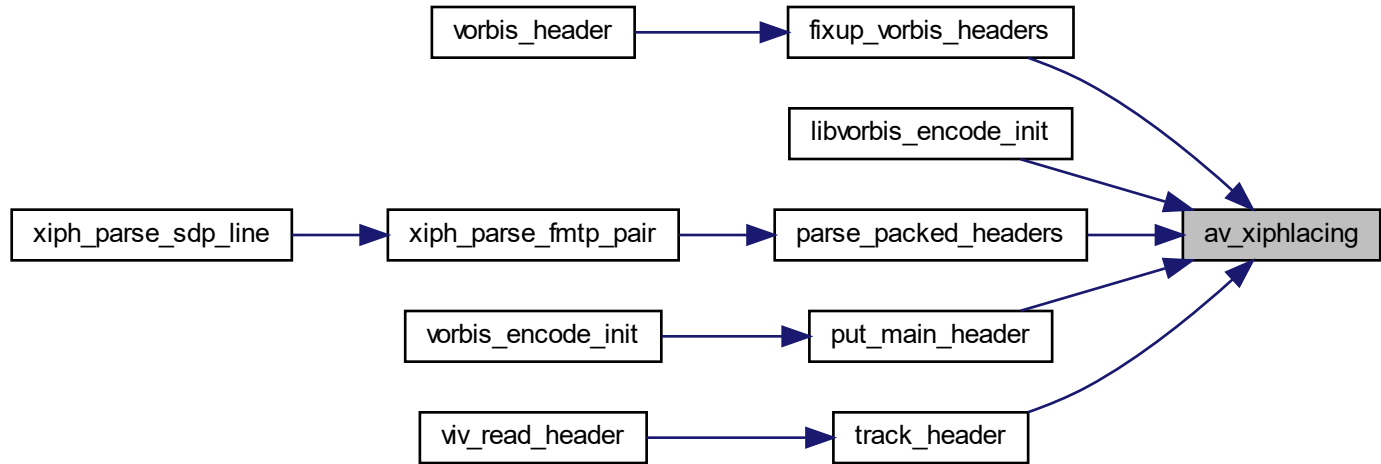 vorbis_header
fixup_vorbis_headers
libvorbis_encode_init
xiph_parse_sdp_line
xiph_parse_fmtp_pair
parse_packed_headers
av_xiphlacing
vorbis_encode_init
put_main_header
viv_read_header
track_header